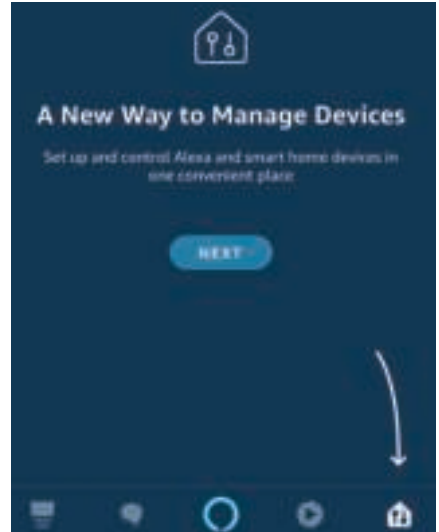 A New Way to Manage Devices
Set up and control Alexa and smart home devices in
one convenient place
NEXT